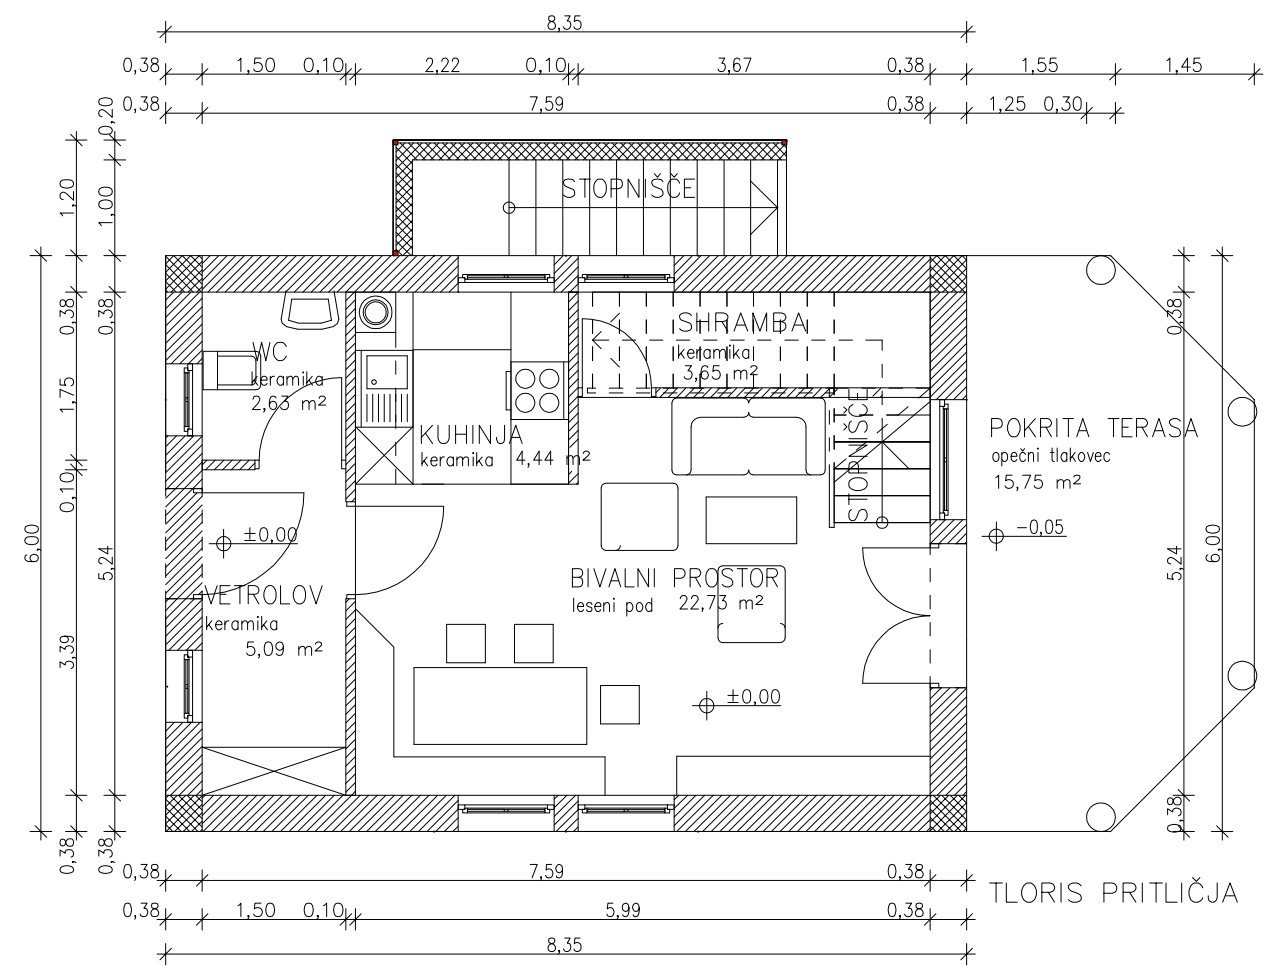 8,35
0,38 1,50 0,10 2,22 0,10 3,67 0,38 1,55 1,45
0,38 7,59 0,38 1,25 0,30
0,20
1,20
1,00
STOPNIŠČE
0,38
0,38
0,38
SHRAMBA
keramika
3,65 m²
WC
keramika
2,63 m²
1,75
KUHINJA
keramika 4,44 m²
STOPNIŠČE
POKRITA TERASA
opečni tlakovec
15,75 m²
0,10
6,00
5,24
±0,00
-0,05
5,24
6,00
VETROLOV
keramika
5,09 m²
BIVALNI PROSTOR
leseni pod 22,73 m²
3,39
±0,00
0,38
0,38
0,38
0,38 7,59 0,38
TLORIS PRITLIČJA
0,38 1,50 0,10 5,99 0,38
8,35